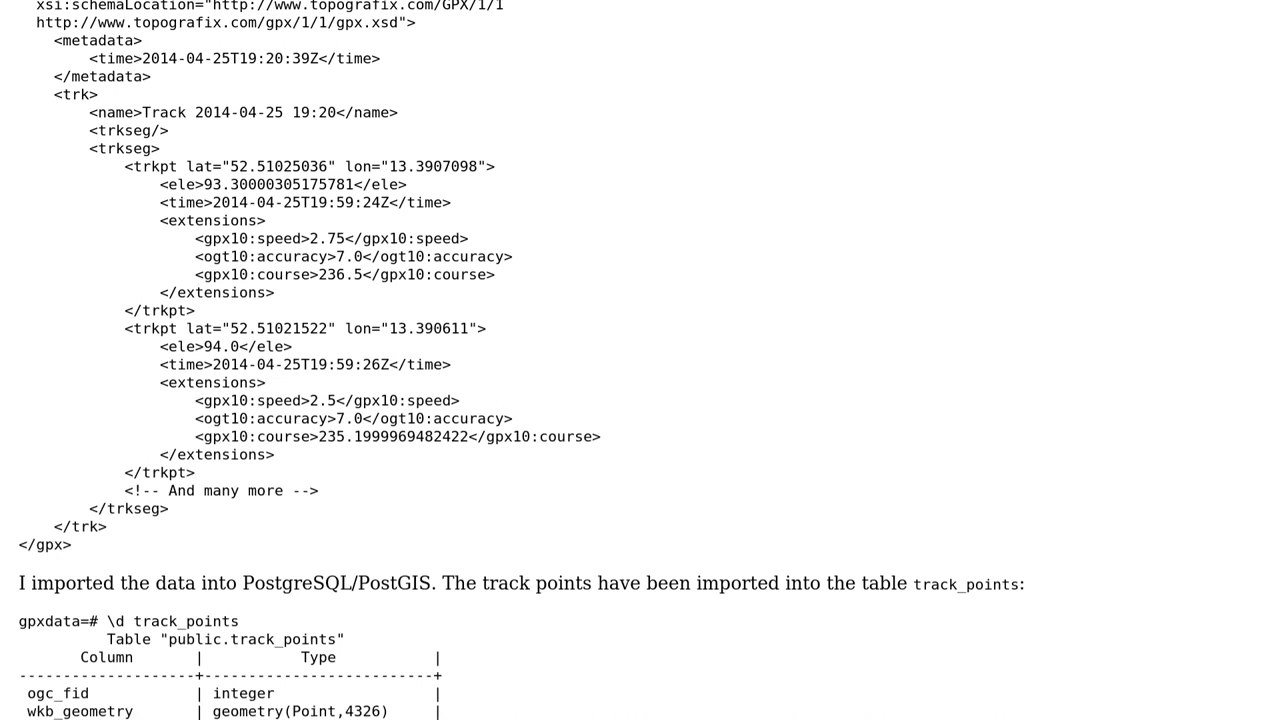 xsi:schemaLocation="http://www.topografix.com/GPX/1/1
http://www.topografix.com/gpx/1/1/gpx.xsd">
<metadata>
<time>2014-04-25T19:20:39Z</time>
</metadata>
<trk>
<name>Track 2014-04-25 19:20</name>
<trkseg/>
<trkseg>
<trkpt lat="52.51025036" lon="13.3907098">
<ele>93.30000305175781</ele>
<time>2014-04-25T19:59:24Z</time>
<extensions>
<gpx10:speed>2.75</gpx10:speed>
<ogt10:accuracy>7.0</ogt10:accuracy>
<gpx10:course>236.5</gpx10:course>
</extensions>
</trkpt>
<trkpt lat="52.51021522" lon="13.390611">
<ele>94.0</ele>
<time>2014-04-25T19:59:26Z</time>
<extensions>
<gpx10:speed>2.5</gpx10:speed>
<ogt10:accuracy>7.0</ogt10:accuracy>
<gpx10:course>235.1999969482422</gpx10:course>
</extensions>
</trkpt>
<!-- And many more -->
</trkseg>
</trk>
</gpx>
I imported the data into PostgreSQL/PostGIS. The track points have been imported into the table track_points:
gpxdata=# \d track_points
Table "public.track_points"
Column | Type |
--------------------+--------------------------+
ogc_fid | integer |
wkb_geometry | geometry(Point,4326) |